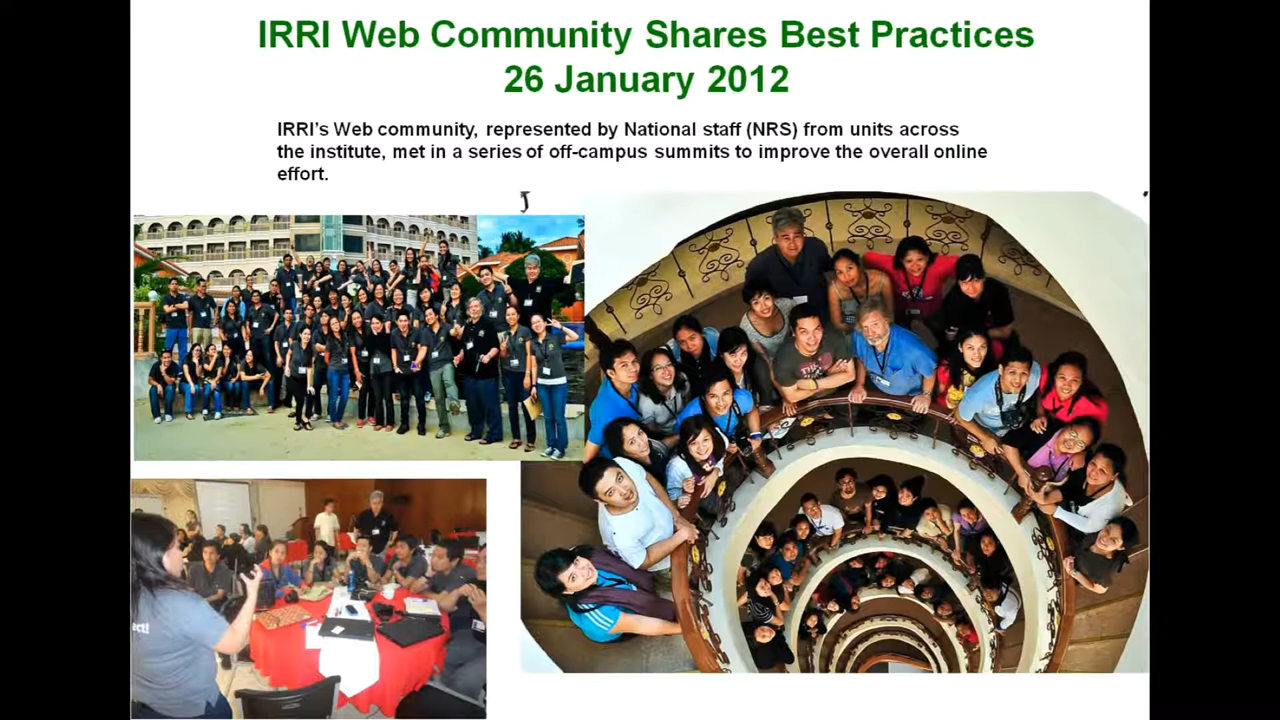 IRRI Web Community Shares Best Practices
26 January 2012
IRRI's Web community, represented by National staff (NRS) from units across
the institute, met in a series of off-campus summits to improve the overall online
effort.